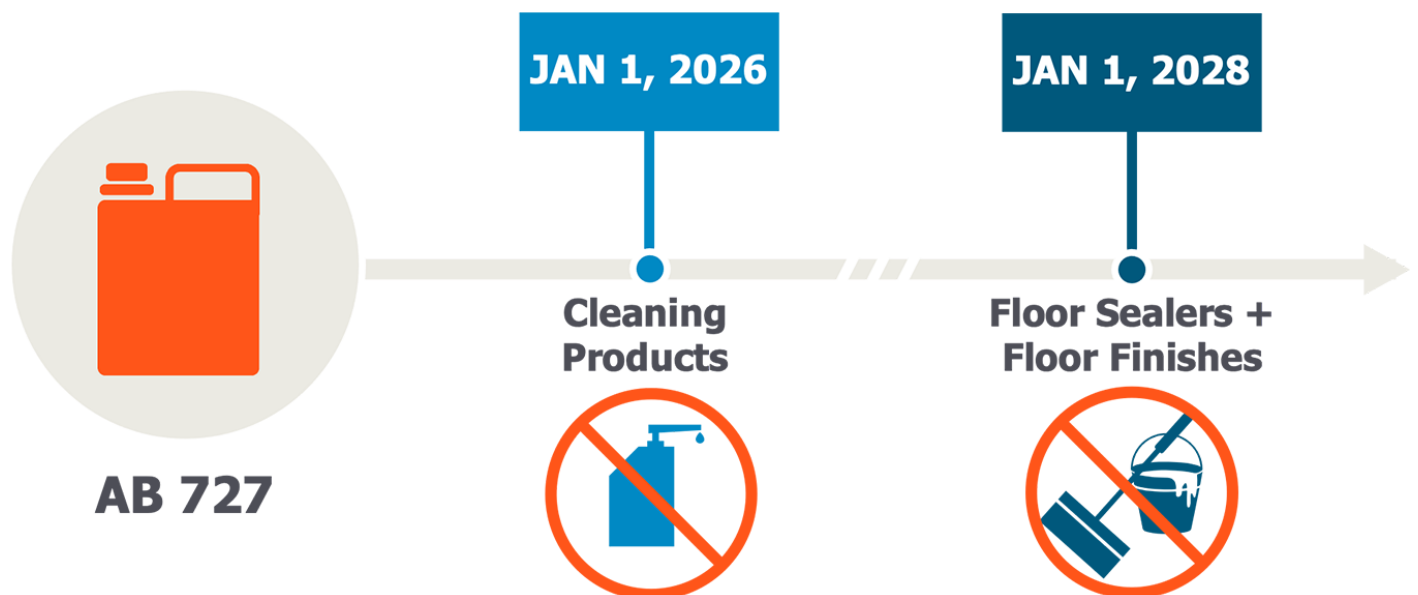 JAN 1, 2026
JAN 1, 2028
Cleaning
Products
Floor Sealers +
Floor Finishes
AB 727